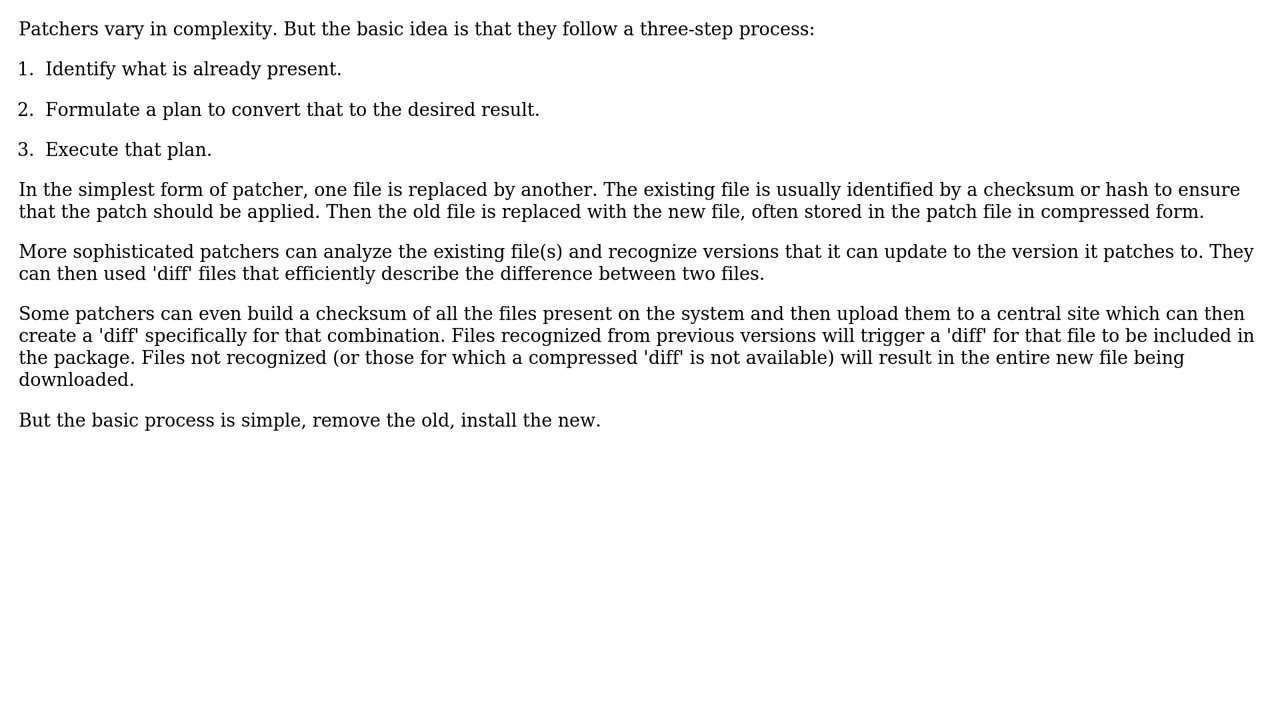 Patchers vary in complexity. But the basic idea is that they follow a three-step process:
1. Identify what is already present.
2. Formulate a plan to convert that to the desired result.
3. Execute that plan.
In the simplest form of patcher, one file is replaced by another. The existing file is usually identified by a checksum or hash to ensure
that the patch should be applied. Then the old file is replaced with the new file, often stored in the patch file in compressed form.
More sophisticated patchers can analyze the existing file(s) and recognize versions that it can update to the version it patches to. They
can then used 'diff' files that efficiently describe the difference between two files.
Some patchers can even build a checksum of all the files present on the system and then upload them to a central site which can then
create a 'diff' specifically for that combination. Files recognized from previous versions will trigger a 'diff' for that file to be included in
the package. Files not recognized (or those for which a compressed 'diff' is not available) will result in the entire new file being
downloaded.
But the basic process is simple, remove the old, install the new.